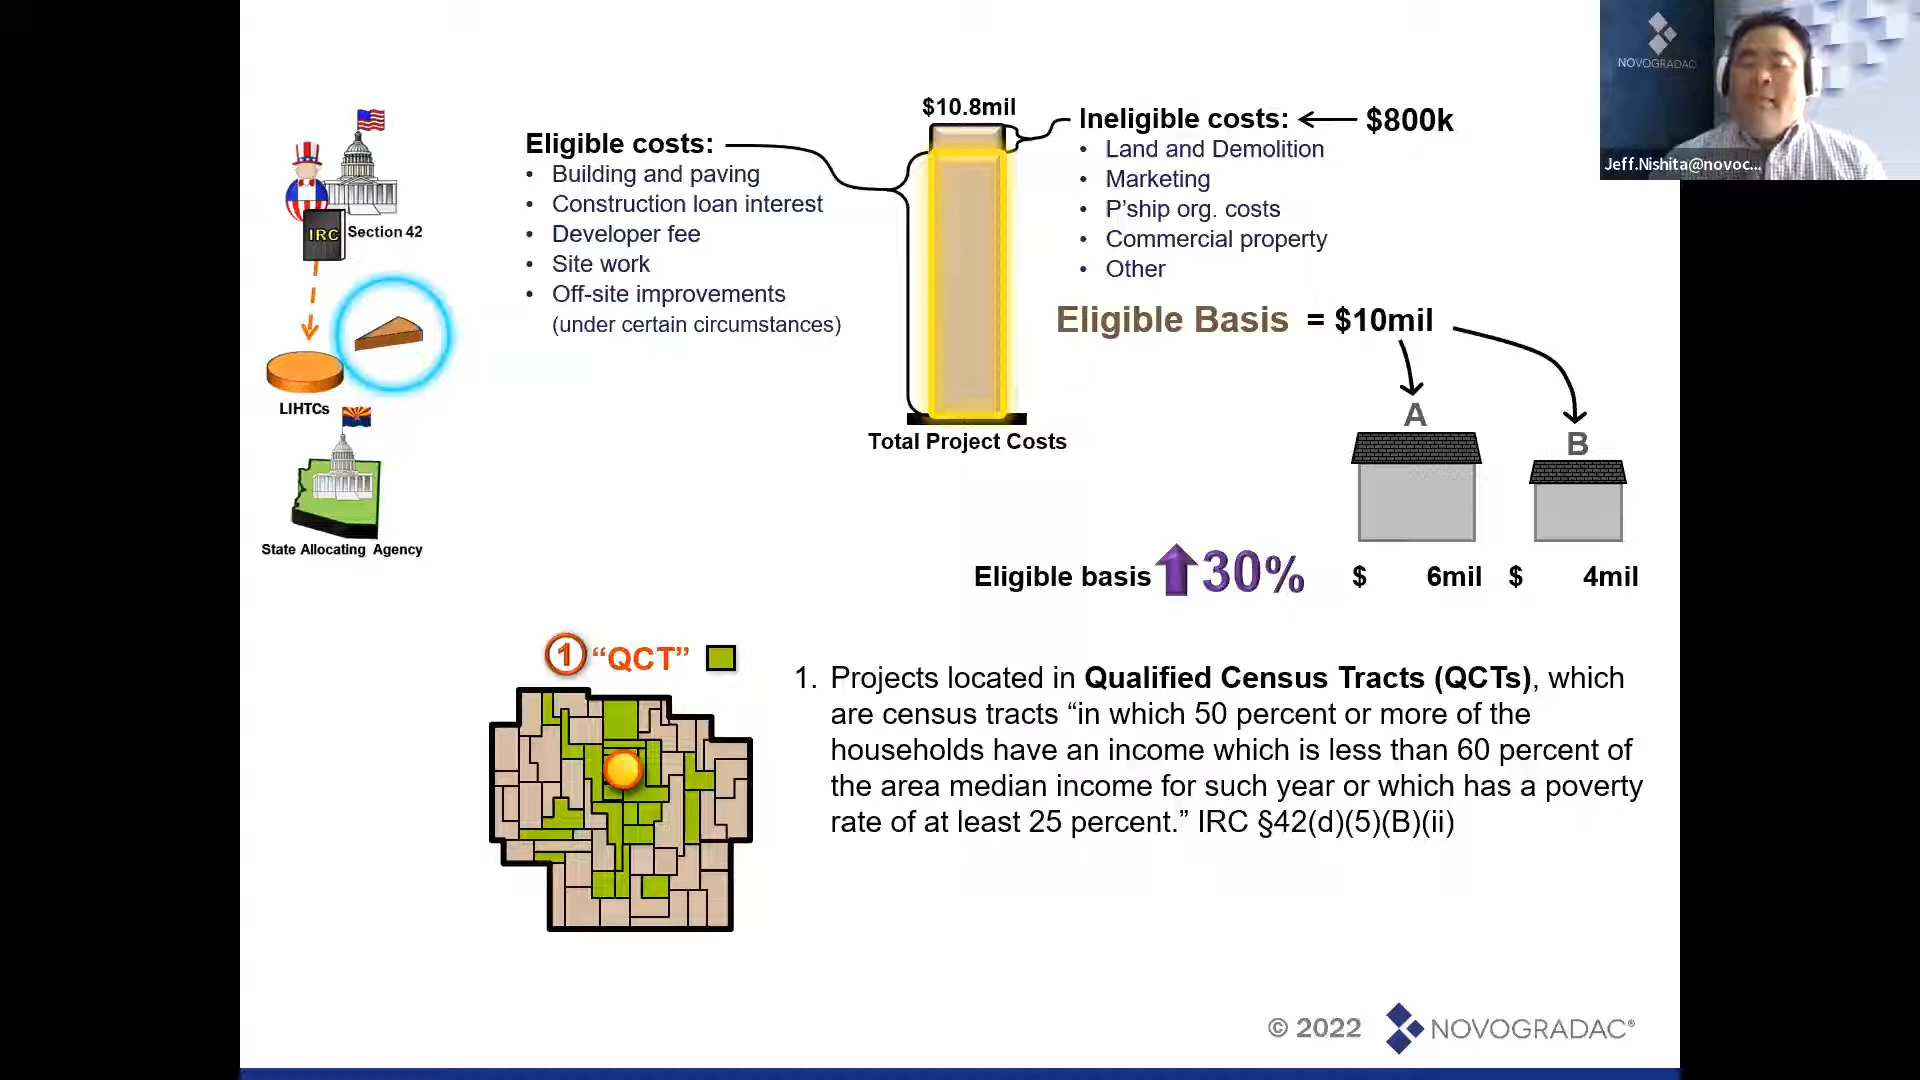 NOVOGRADAC
Jeff.Nishita@novoc...
$10.8mil
Eligible costs:
• Building and paving
• Construction loan interest
• Developer fee
• Site work
• Off-site improvements
(under certain circumstances)
Ineligible costs:
$800k
• Land and Demolition
• Marketing
• P’ship org. costs
• Commercial property
• Other
IRC
Section 42
LIHTCs
State Allocating Agency
Total Project Costs
Eligible Basis = $10mil
A
B
Eligible basis 30%
$ 6mil $ 4mil
1 “QCT”
1. Projects located in Qualified Census Tracts (QCTs), which
are census tracts “in which 50 percent or more of the
households have an income which is less than 60 percent of
the area median income for such year or which has a poverty
rate of at least 25 percent.” IRC §42(d)(5)(B)(ii)
© 2022 NOVOGRADAC®